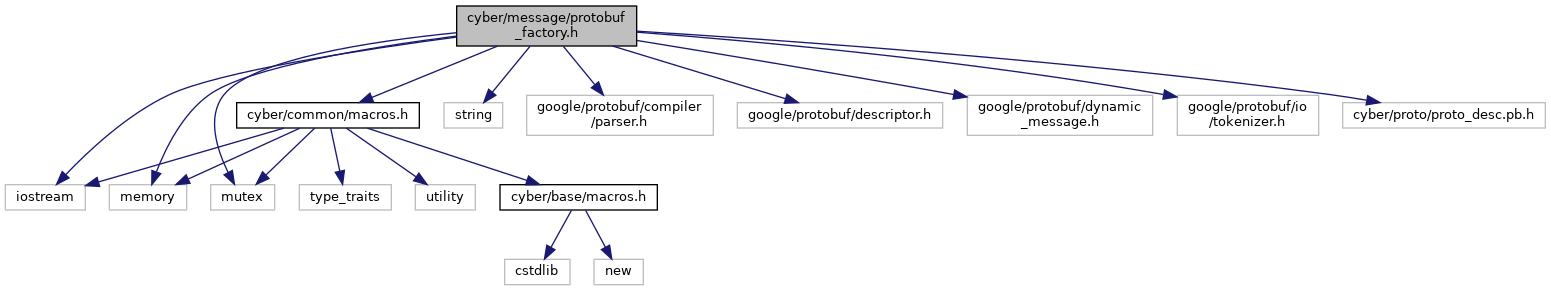 cyber/message/protobuf
_factory.h
cyber/common/macros.h
string
google/protobuf/compiler
/parser.h
google/protobuf/descriptor.h
google/protobuf/dynamic
_message.h
google/protobuf/io
/tokenizer.h
cyber/proto/proto_desc.pb.h
iostream
memory
mutex
type_traits
utility
cyber/base/macros.h
cstdlib
new